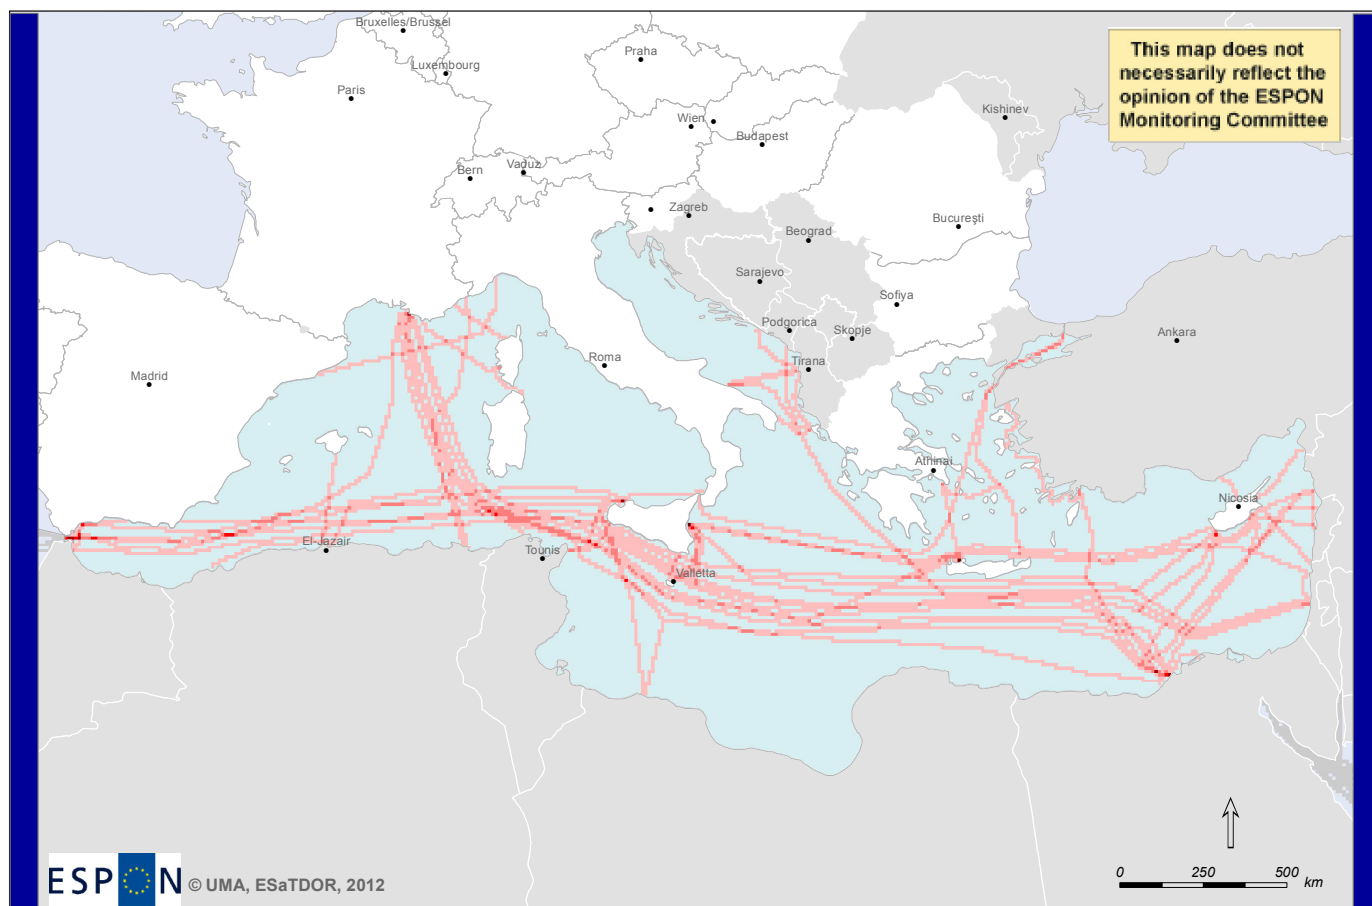 Bruxelles/Brussel
This map does not
necessarily reflect the
opinion of the ESPON
Monitoring Committee
Praha
Luxembourg
Paris
Kishinev
Wien
Budapest
Bern
Vaduz
Zagreb
Bucureşti
Beograd
Sarajevo
Sofiya
Podgorica
Skopje
Ankara
Tirana
Roma
Madrid
Athinai
Nicosia
El-Jazair
Tounis
Valletta
0 250 500
km
ESPON
© UMA, ESaTDOR, 2012